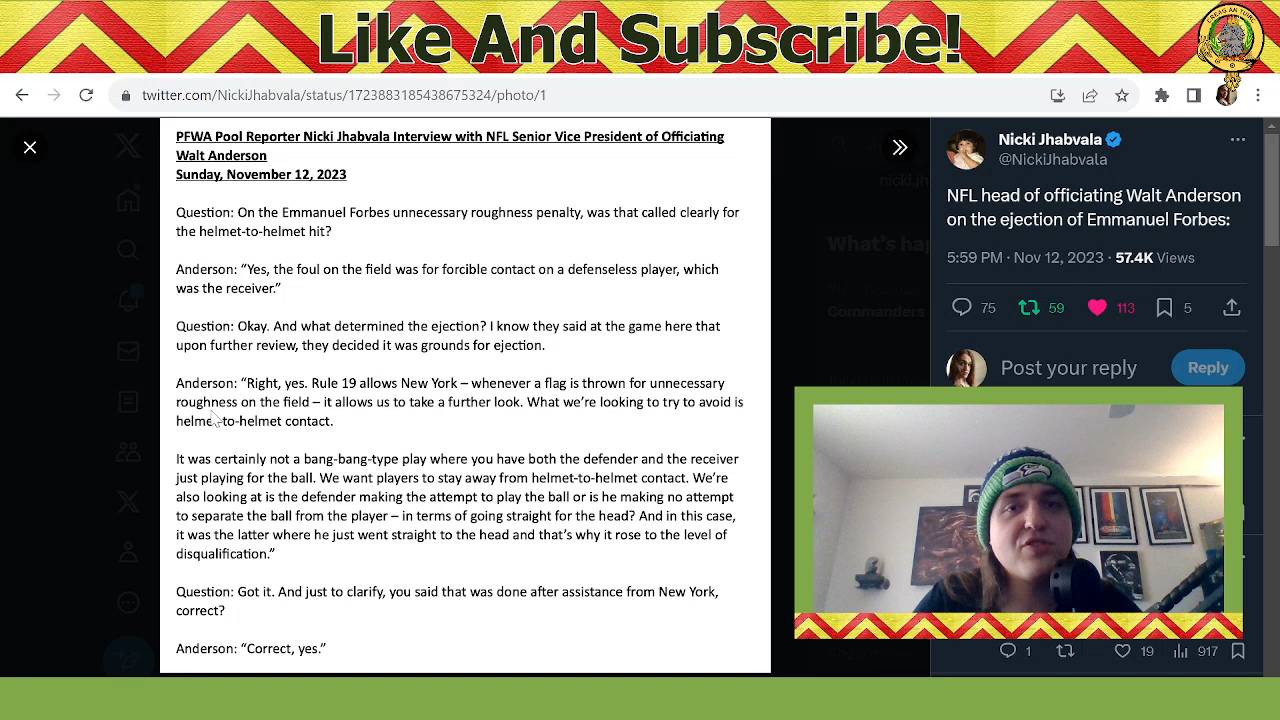 Like And Subscribe!
twitter.com/NickiJhabvala/status/1723883185438675324/photo/1
PFWA Pool Reporter Nicki Jhabvala Interview with NFL Senior Vice President of Officiating
Walt Anderson
Sunday, November 12, 2023
Question: On the Emmanuel Forbes unnecessary roughness penalty, was that called clearly for
the helmet-to-helmet hit?
Anderson: “Yes, the foul on the field was for forcible contact on a defenseless player, which
was the receiver.”
Question: Okay. And what determined the ejection? I know they said at the game here that
upon further review, they decided it was grounds for ejection.
Anderson: “Right, yes. Rule 19 allows New York – whenever a flag is thrown for unnecessary
roughness on the field – it allows us to take a further look. What we’re looking to try to avoid is
helmet-to-helmet contact.
It was certainly not a bang-bang-type play where you have both the defender and the receiver
just playing for the ball. We want players to stay away from helmet-to-helmet contact. We’re
also looking at is the defender making the attempt to play the ball or is he making no attempt
to separate the ball from the player – in terms of going straight for the head? And in this case,
it was the latter where he just went straight to the head and that’s why it rose to the level of
disqualification.”
Question: Got it. And just to clarify, you said that was done after assistance from New York,
correct?
Anderson: “Correct, yes.”
Nicki Jhabvala
@NickiJhabvala
NFL head of officiating Walt Anderson
on the ejection of Emmanuel Forbes:
5:59 PM · Nov 12, 2023 · 57.4K Views
75 59 113 5
Post your reply
Reply
1 19 917
What's ha
Commanders